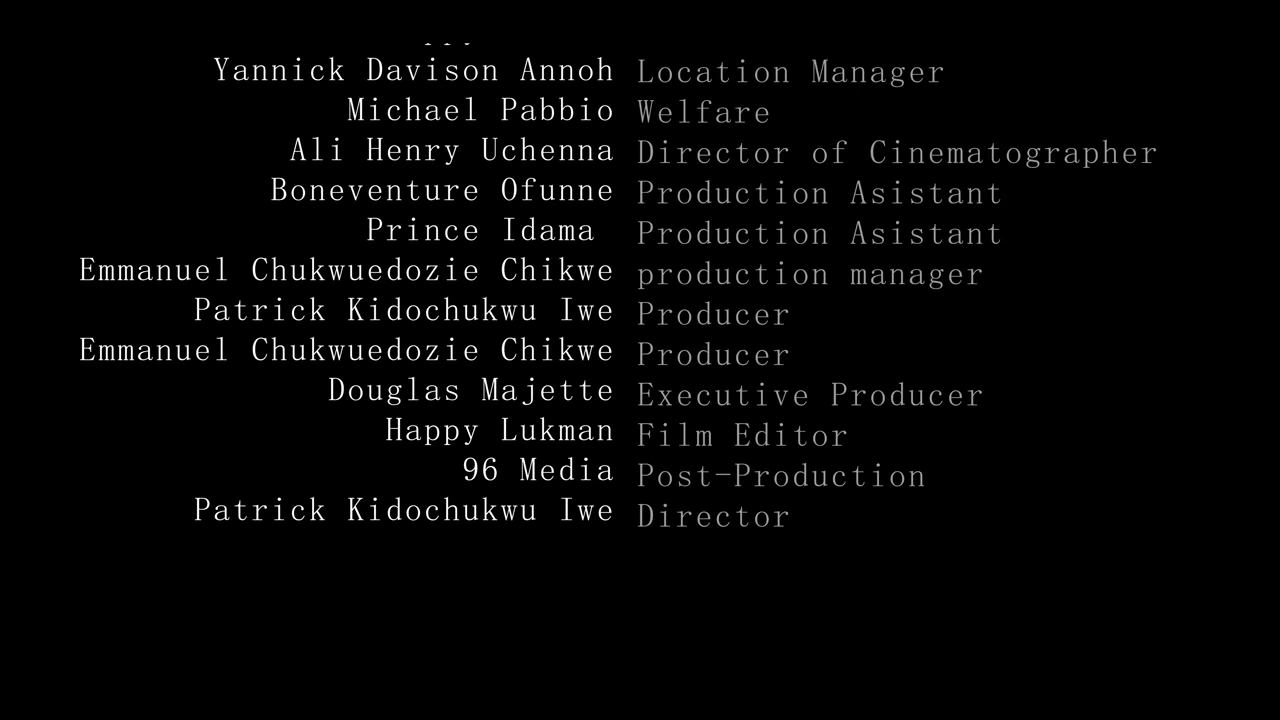 Yannick Davison Annoh Location Manager
Michael Pabbio Welfare
Ali Henry Uchenna Director of Cinematographer
Boneventure Ofunne Production Asistant
Prince Idama Production Asistant
Emmanuel Chukwuedozie Chikwe production manager
Patrick Kidochukwu Iwe Producer
Emmanuel Chukwuedozie Chikwe Producer
Douglas Majette Executive Producer
Happy Lukman Film Editor
96 Media Post-Production
Patrick Kidochukwu Iwe Director